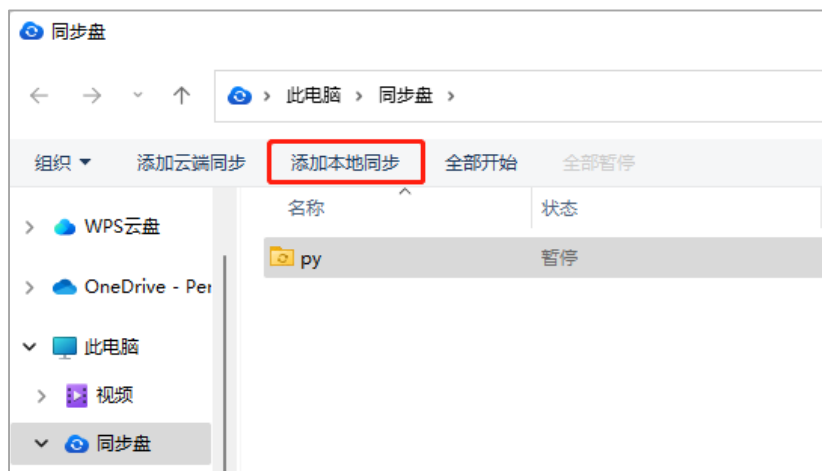 同步盘
此电脑 同步盘
组织 添加云端同步 添加本地同步 全部开始 全部暂停
名称 状态
WPS云盘
py 暂停
OneDrive - Per
此电脑
视频
同步盘